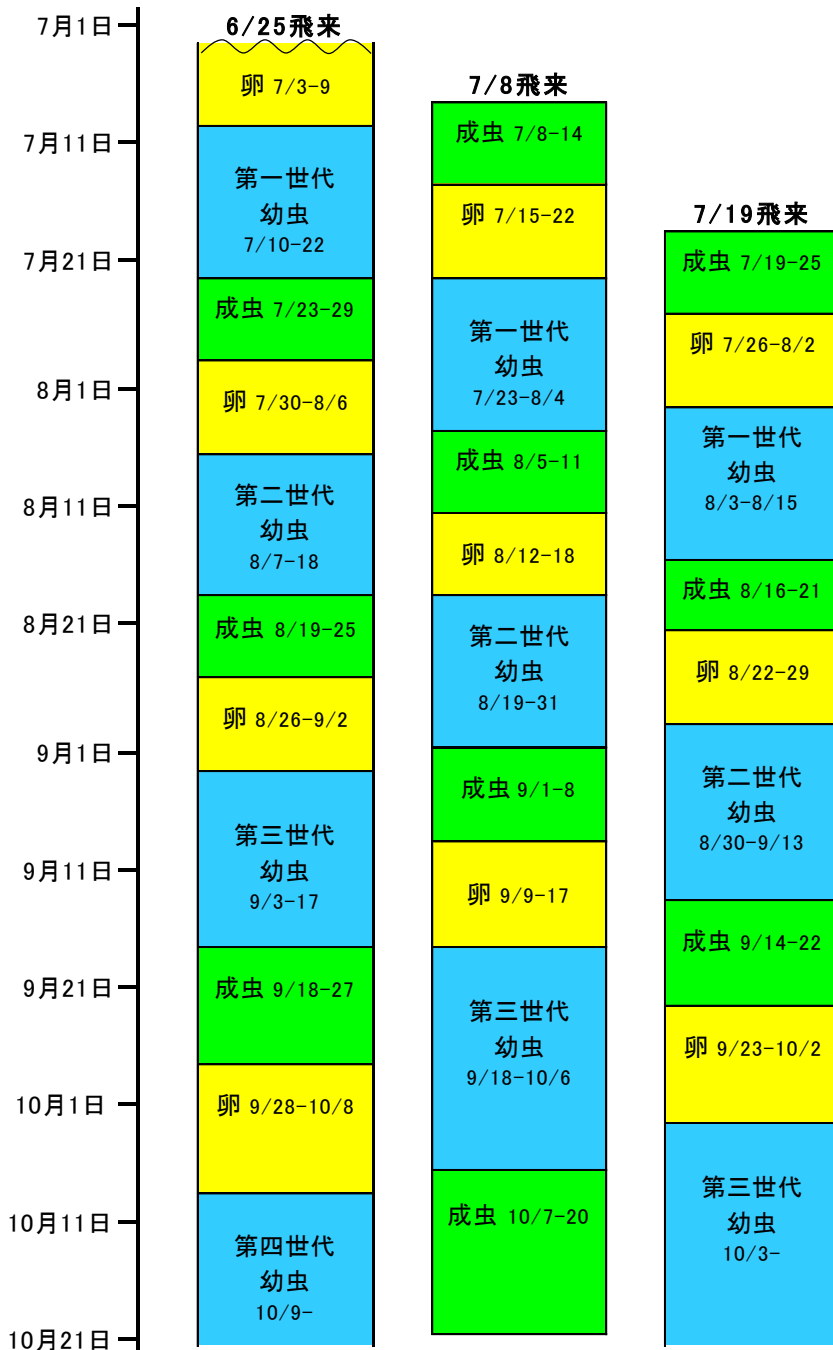 7月1日
7月11日
7月21日
8月1日
8月11日
8月21日
9月1日
9月11日
9月21日
10月1日
10月11日
10月21日
6/25飛来
卵 7/3-9
第一世代
幼虫
7/10-22
成虫 7/23-29
卵 7/30-8/6
第二世代
幼虫
8/7-18
成虫 8/19-25
卵 8/26-9/2
第三世代
幼虫
9/3-17
成虫 9/18-27
卵 9/28-10/8
第四世代
幼虫
10/9-
7/8飛来
成虫 7/8-14
卵 7/15-22
第一世代
幼虫
7/23-8/4
成虫 8/5-11
卵 8/12-18
第二世代
幼虫
8/19-31
成虫 9/1-8
卵 9/9-17
第三世代
幼虫
9/18-10/6
成虫 10/7-20
7/19飛来
成虫 7/19-25
卵 7/26-8/2
第一世代
幼虫
8/3-8/15
成虫 8/16-21
卵 8/22-29
第二世代
幼虫
8/30-9/13
成虫 9/14-22
卵 9/23-10/2
第三世代
幼虫
10/3-